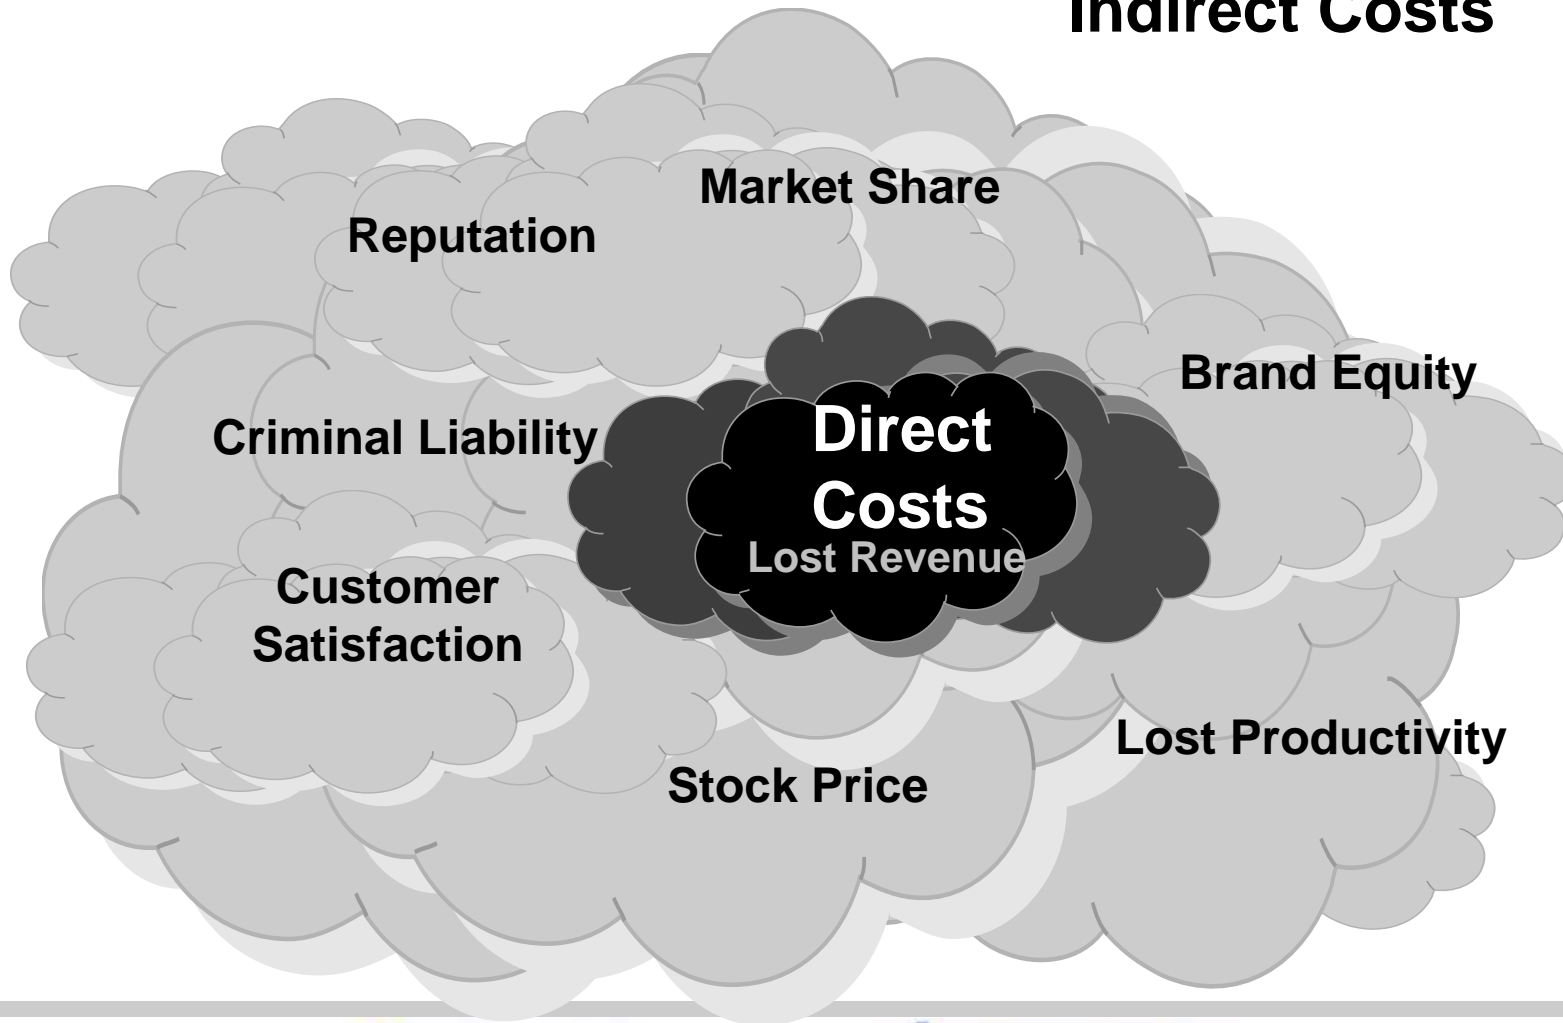 Indirect Costs
Market Share
Reputation
Brand Equity
Criminal Liability
Direct
Costs
Lost Revenue
Customer
Satisfaction
Lost Productivity
Stock Price